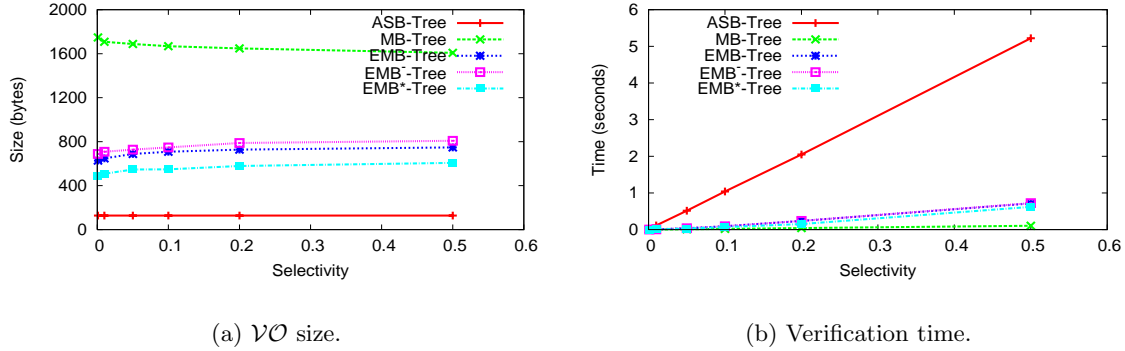 2000
1600
1200
800
400
0
Size (bytes)
0 0.1 0.2 0.3 0.4 0.5 0.6
Selectivity
ASB-Tree
MB-Tree
EMB-Tree
EMB⁻-Tree
EMB*-Tree
(a) 𝒱𝒪 size.
6
5
4
3
2
1
0
Time (seconds)
0 0.1 0.2 0.3 0.4 0.5 0.6
Selectivity
ASB-Tree
MB-Tree
EMB-Tree
EMB⁻-Tree
EMB*-Tree
(b) Verification time.